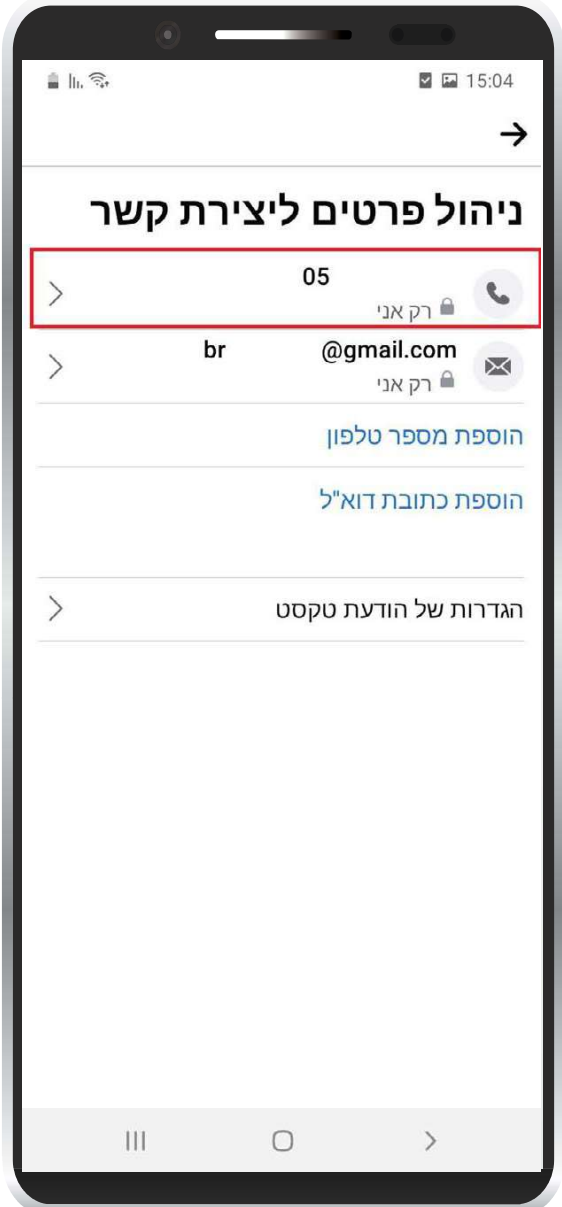 15:04
ניהול פרטים ליצירת קשר
05
רק אני
br @gmail.com
רק אני
הוספת מספר טלפון
הוספת כתובת דוא"ל
הגדרות של הודעת טקסט